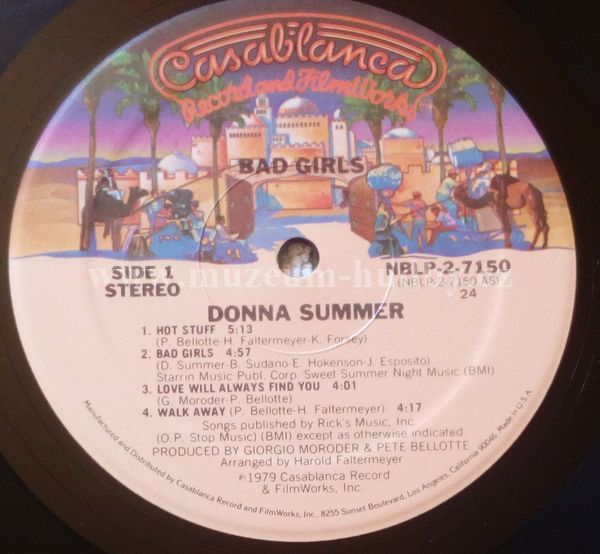 Casablanca
Record and FilmWorks
BAD GIRLS
SIDE 1
STEREO
NBLP-2-7150
(NBLP 2 7150 AS)
24
DONNA SUMMER
1. HOT STUFF 5:13
(P. Bellotte-H. Faltermeyer-K. Forsey)
2. BAD GIRLS 4:57
(D. Summer-B. Sudano-E. Hokenson-J. Esposito)
Starrin Music Publ. Corp. Sweet Summer Night Music (BMI)
3. LOVE WILL ALWAYS FIND YOU 4:01
(G. Moroder-P. Bellotte)
4. WALK AWAY (P. Bellotte-H. Faltermeyer) 4:17
Songs published by Rick's Music, Inc.
(O.P. Stop Music) (BMI) except as otherwise indicated
PRODUCED BY GIORGIO MORODER & PETE BELLOTTE
Arranged by Harold Faltermeyer
℗ 1979 Casablanca Record
& FilmWorks, Inc.
Manufactured and Distributed by Casablanca Record and FilmWorks, Inc., 8255 Sunset Boulevard, Los Angeles, California 90046 Made in U.S.A.